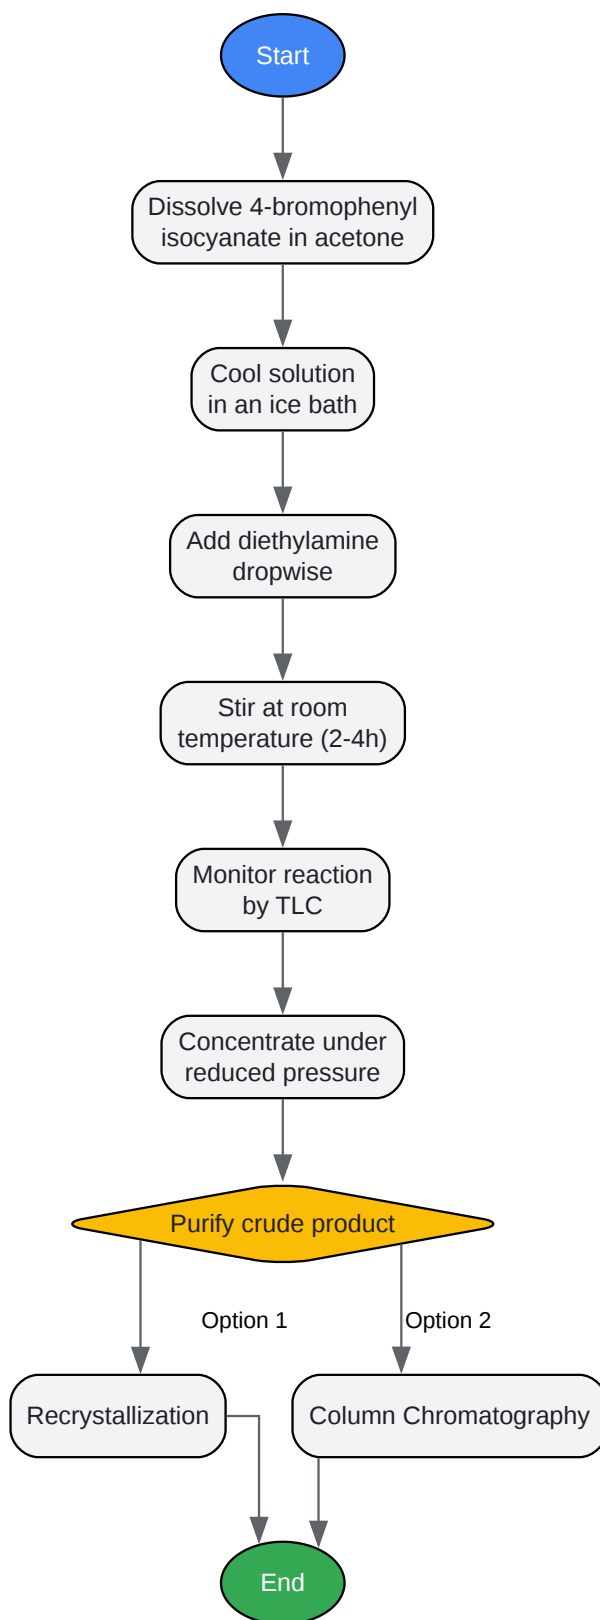 Start
Dissolve 4-bromophenyl
isocyanate in acetone
Cool solution
in an ice bath
Add diethylamine
dropwise
Stir at room
temperature (2-4h)
Monitor reaction
by TLC
Concentrate under
reduced pressure
Purify crude product
Option 1
Option 2
Recrystallization
Column Chromatography
End